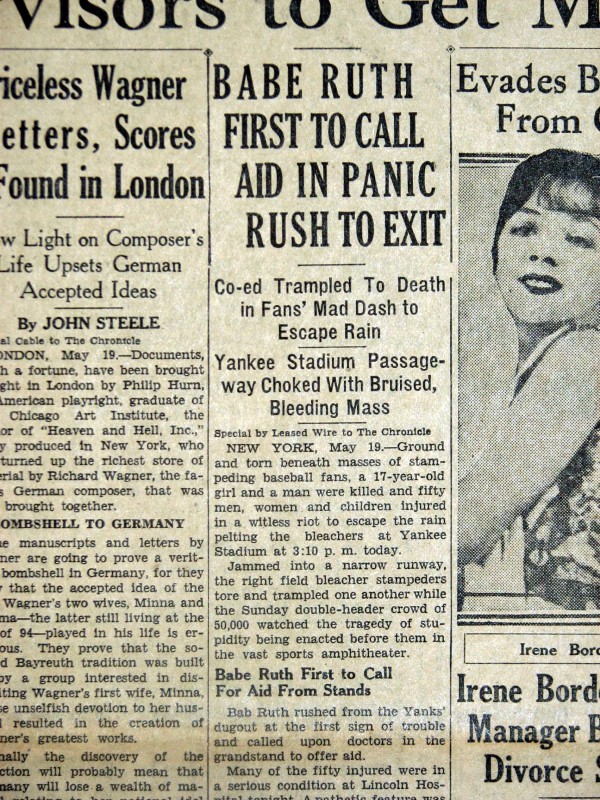 visors to Get M
riceless Wagner
etters, Scores
Found in London
w Light on Composer's
Life Upsets German
Accepted Ideas
By JOHN STEELE
al Cable to The Chronicle
ONDON, May 19.—Documents,
h a fortune, have been brought
ght in London by Philip Hurn,
American playright, graduate of
Chicago Art Institute, the
or of "Heaven and Hell, Inc.,"
y produced in New York, who
turned up the richest store of
erial by Richard Wagner, the fa-
s German composer, that was
brought together.
OMBSHELL TO GERMANY
e manuscripts and letters by
ner are going to prove a verit-
bombshell in Germany, for they
that the accepted idea of the
Wagner's two wives, Minna and
ma—the latter still living at the
of 94—played in his life is er-
ous. They prove that the so-
d Bayreuth tradition was built
by a group interested in dis-
iting Wagner's first wife, Minna,
se unselfish devotion to her hus-
resulted in the creation of
ner's greatest works.
nally the discovery of the
ction will probably mean that
many will lose a wealth of ma-
BABE RUTH
FIRST TO CALL
AID IN PANIC
RUSH TO EXIT
Co-ed Trampled To Death
in Fans' Mad Dash to
Escape Rain
Yankee Stadium Passage-
way Choked With Bruised,
Bleeding Mass
Special by Leased Wire to The Chronicle
NEW YORK, May 19.—Ground
and torn beneath masses of stam-
peding baseball fans, a 17-year-old
girl and a man were killed and fifty
men, women and children injured
in a witless riot to escape the rain
pelting the bleachers at Yankee
Stadium at 3:10 p. m. today.
Jammed into a narrow runway,
the right field bleacher stampeders
tore and trampled one another while
the Sunday double-header crowd of
50,000 watched the tragedy of stu-
pidity being enacted before them in
the vast sports amphitheater.
Babe Ruth First to Call
For Aid From Stands
Bab Ruth rushed from the Yanks'
dugout at the first sign of trouble
and called upon doctors in the
grandstand to offer aid.
Many of the fifty injured were in
a serious condition at Lincoln Hos-
pital tonight. A pathetic feature was
Evades B
From C
Irene Bord
Irene Bord
Manager B
Divorce S